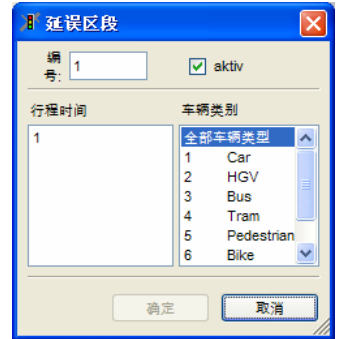 延误区段
编号: 1
aktiv
行程时间
车辆类别
1
全部车辆类型
1 Car
2 HGV
3 Bus
4 Tram
5 Pedestrian
6 Bike
确定
取消